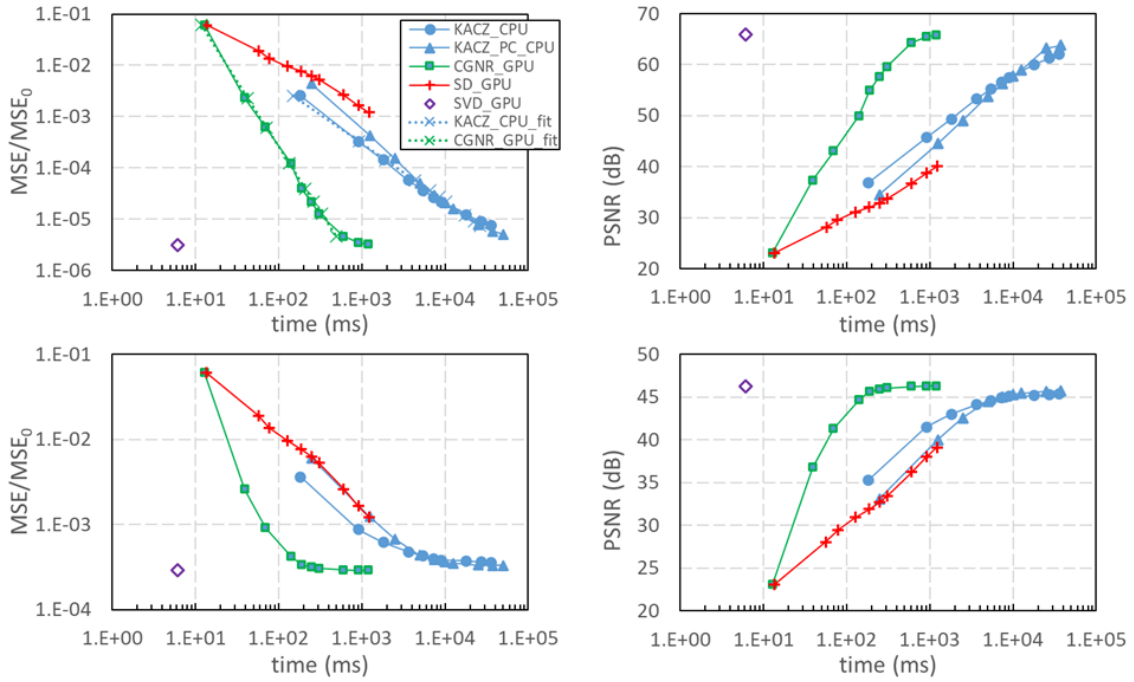 1.E-01
1.E-02
1.E-03
1.E-04
1.E-05
1.E-06
MSE/MSE0
1.E+00 1.E+01 1.E+02 1.E+03 1.E+04 1.E+05
time (ms)
KACZ_CPU
KACZ_PC_CPU
CGNR_GPU
SD_GPU
SVD_GPU
KACZ_CPU_fit
CGNR_GPU_fit
70
60
50
40
30
20
PSNR (dB)
1.E+00 1.E+01 1.E+02 1.E+03 1.E+04 1.E+05
time (ms)
1.E-01
1.E-02
1.E-03
1.E-04
MSE/MSE0
1.E+00 1.E+01 1.E+02 1.E+03 1.E+04 1.E+05
time (ms)
50
45
40
35
30
25
20
PSNR (dB)
1.E+00 1.E+01 1.E+02 1.E+03 1.E+04 1.E+05
time (ms)